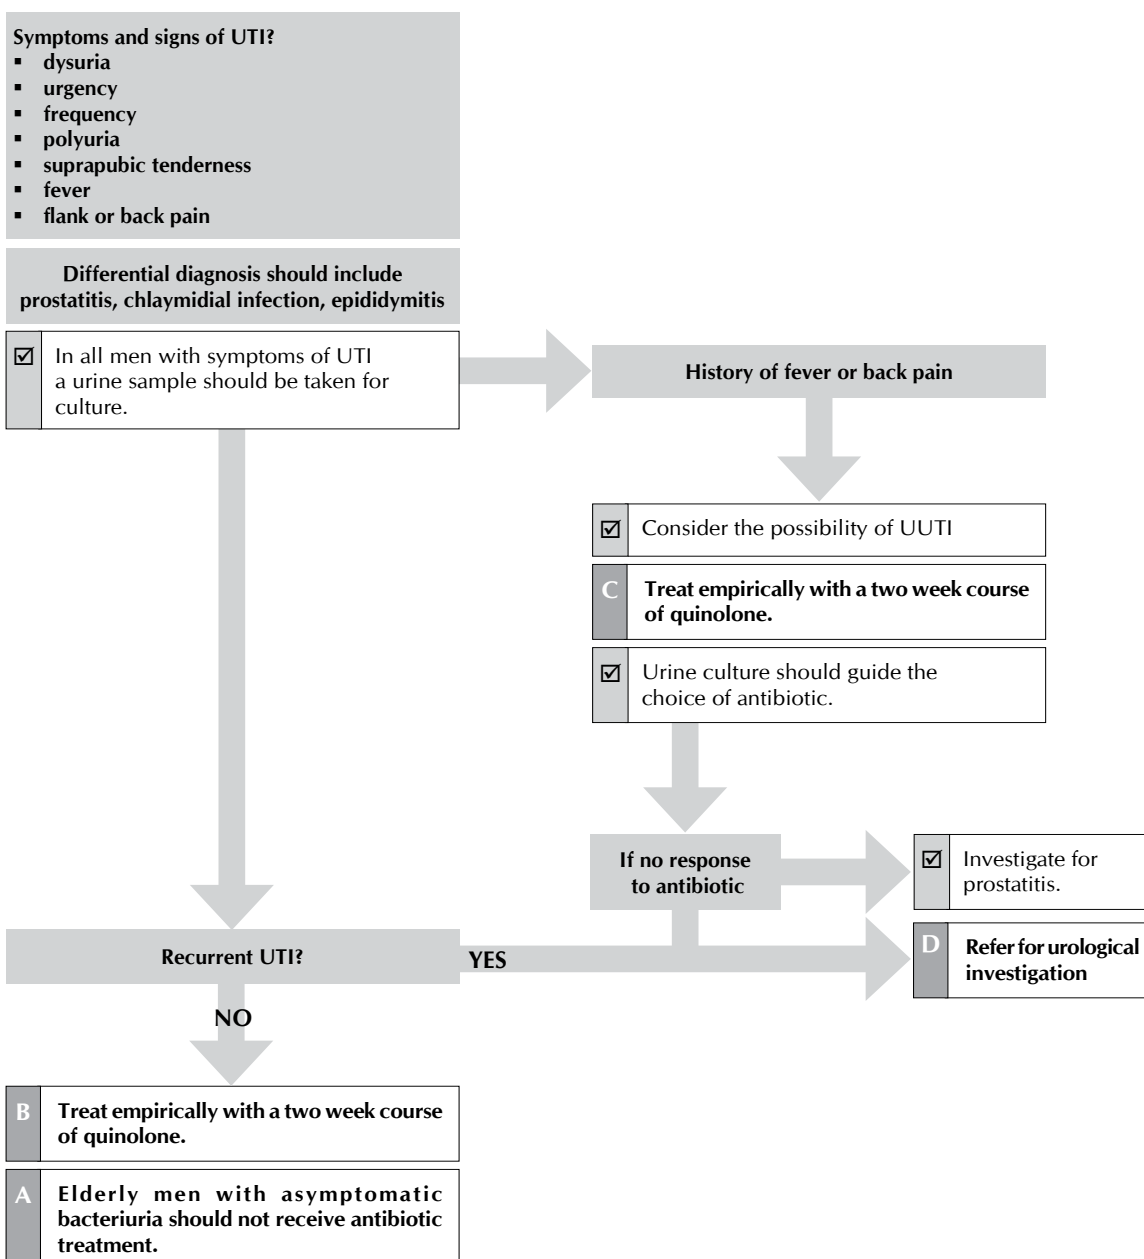 Symptoms and signs of UTI?
▪ dysuria
▪ urgency
▪ frequency
▪ polyuria
▪ suprapubic tenderness
▪ fever
▪ flank or back pain
Differential diagnosis should include
prostatitis, chlaymidial infection, epididymitis
☑ In all men with symptoms of UTI
a urine sample should be taken for
culture.
History of fever or back pain
☑ Consider the possibility of UUTI
C Treat empirically with a two week course
of quinolone.
☑ Urine culture should guide the
choice of antibiotic.
If no response
to antibiotic
☑ Investigate for
prostatitis.
Recurrent UTI?
YES
D Refer for urological
investigation
NO
B Treat empirically with a two week course
of quinolone.
A Elderly men with asymptomatic
bacteriuria should not receive antibiotic
treatment.